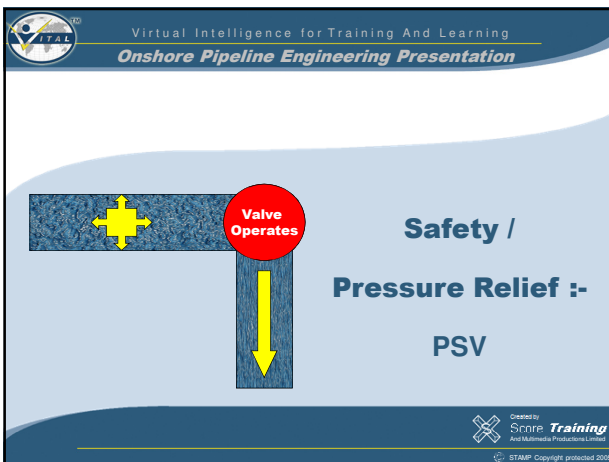 VITAL
TM
Virtual Intelligence for Training And Learning
Onshore Pipeline Engineering Presentation
Valve
Operates
Safety /
Pressure Relief :-
PSV
Created by
Score Training
And Multimedia Productions Limited
STAMP Copyright protected 2005